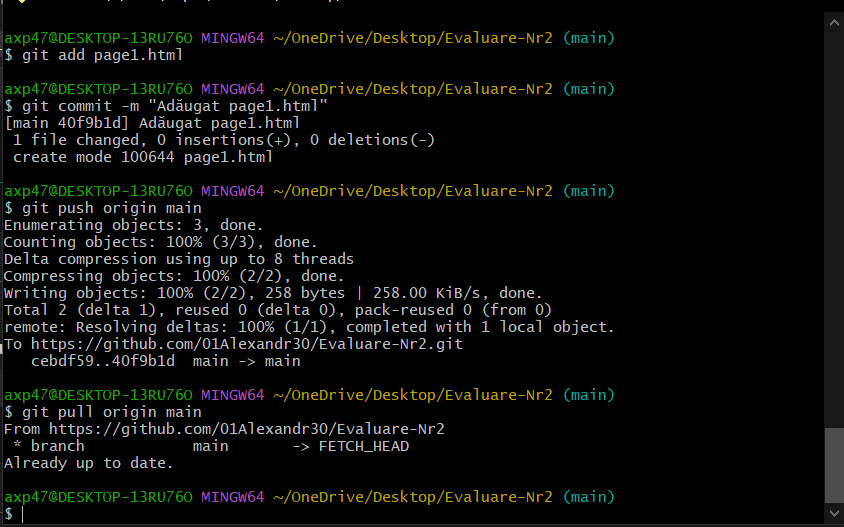 axp47@DESKTOP-13RU76O MINGW64 ~/OneDrive/Desktop/Evaluare-Nr2 (main)
$ git add page1.html
axp47@DESKTOP-13RU76O MINGW64 ~/OneDrive/Desktop/Evaluare-Nr2 (main)
$ git commit -m "Adăugat page1.html"
[main 40f9b1d] Adăugat page1.html
 1 file changed, 0 insertions(+), 0 deletions(-)
 create mode 100644 page1.html
axp47@DESKTOP-13RU76O MINGW64 ~/OneDrive/Desktop/Evaluare-Nr2 (main)
$ git push origin main
Enumerating objects: 3, done.
Counting objects: 100% (3/3), done.
Delta compression using up to 8 threads
Compressing objects: 100% (2/2), done.
Writing objects: 100% (2/2), 258 bytes | 258.00 KiB/s, done.
Total 2 (delta 1), reused 0 (delta 0), pack-reused 0 (from 0)
remote: Resolving deltas: 100% (1/1), completed with 1 local object.
To https://github.com/01Alexandr30/Evaluare-Nr2.git
   cebdf59..40f9b1d  main -> main
axp47@DESKTOP-13RU76O MINGW64 ~/OneDrive/Desktop/Evaluare-Nr2 (main)
$ git pull origin main
From https://github.com/01Alexandr30/Evaluare-Nr2
 * branch            main       -> FETCH_HEAD
Already up to date.
axp47@DESKTOP-13RU76O MINGW64 ~/OneDrive/Desktop/Evaluare-Nr2 (main)
$